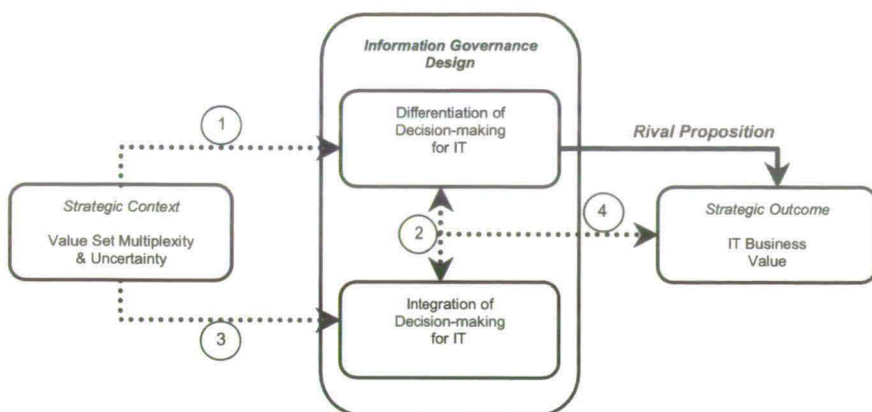 Information Governance
Design
Differentiation of
Decision-making
for IT
1
Rival Proposition
Strategic Context
Value Set Multiplexity
& Uncertainty
2
4
Strategic Outcome
IT Business
Value
Integration of
Decision-making
for IT
3